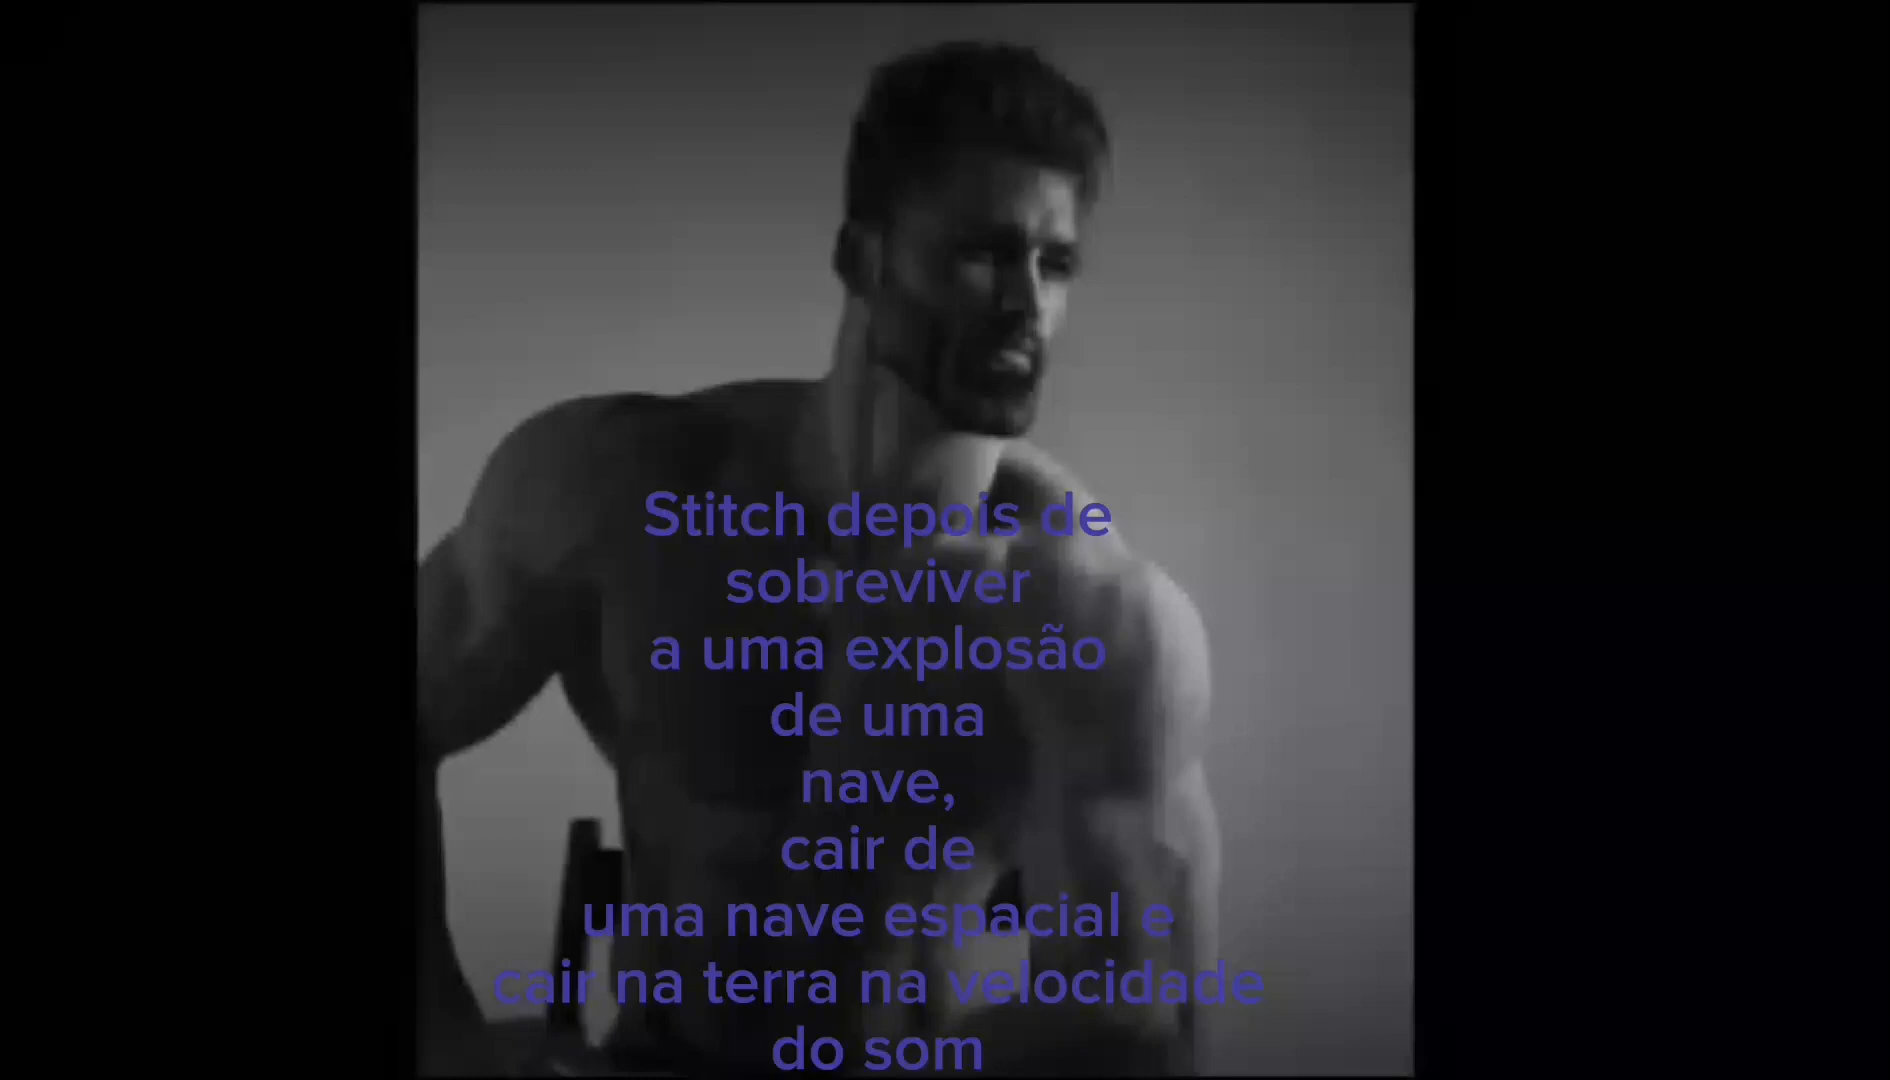 Stitch depois de
sobreviver
a uma explosão
de uma
nave,
cair de
uma nave espacial e
cair na terra na velocidade
do som